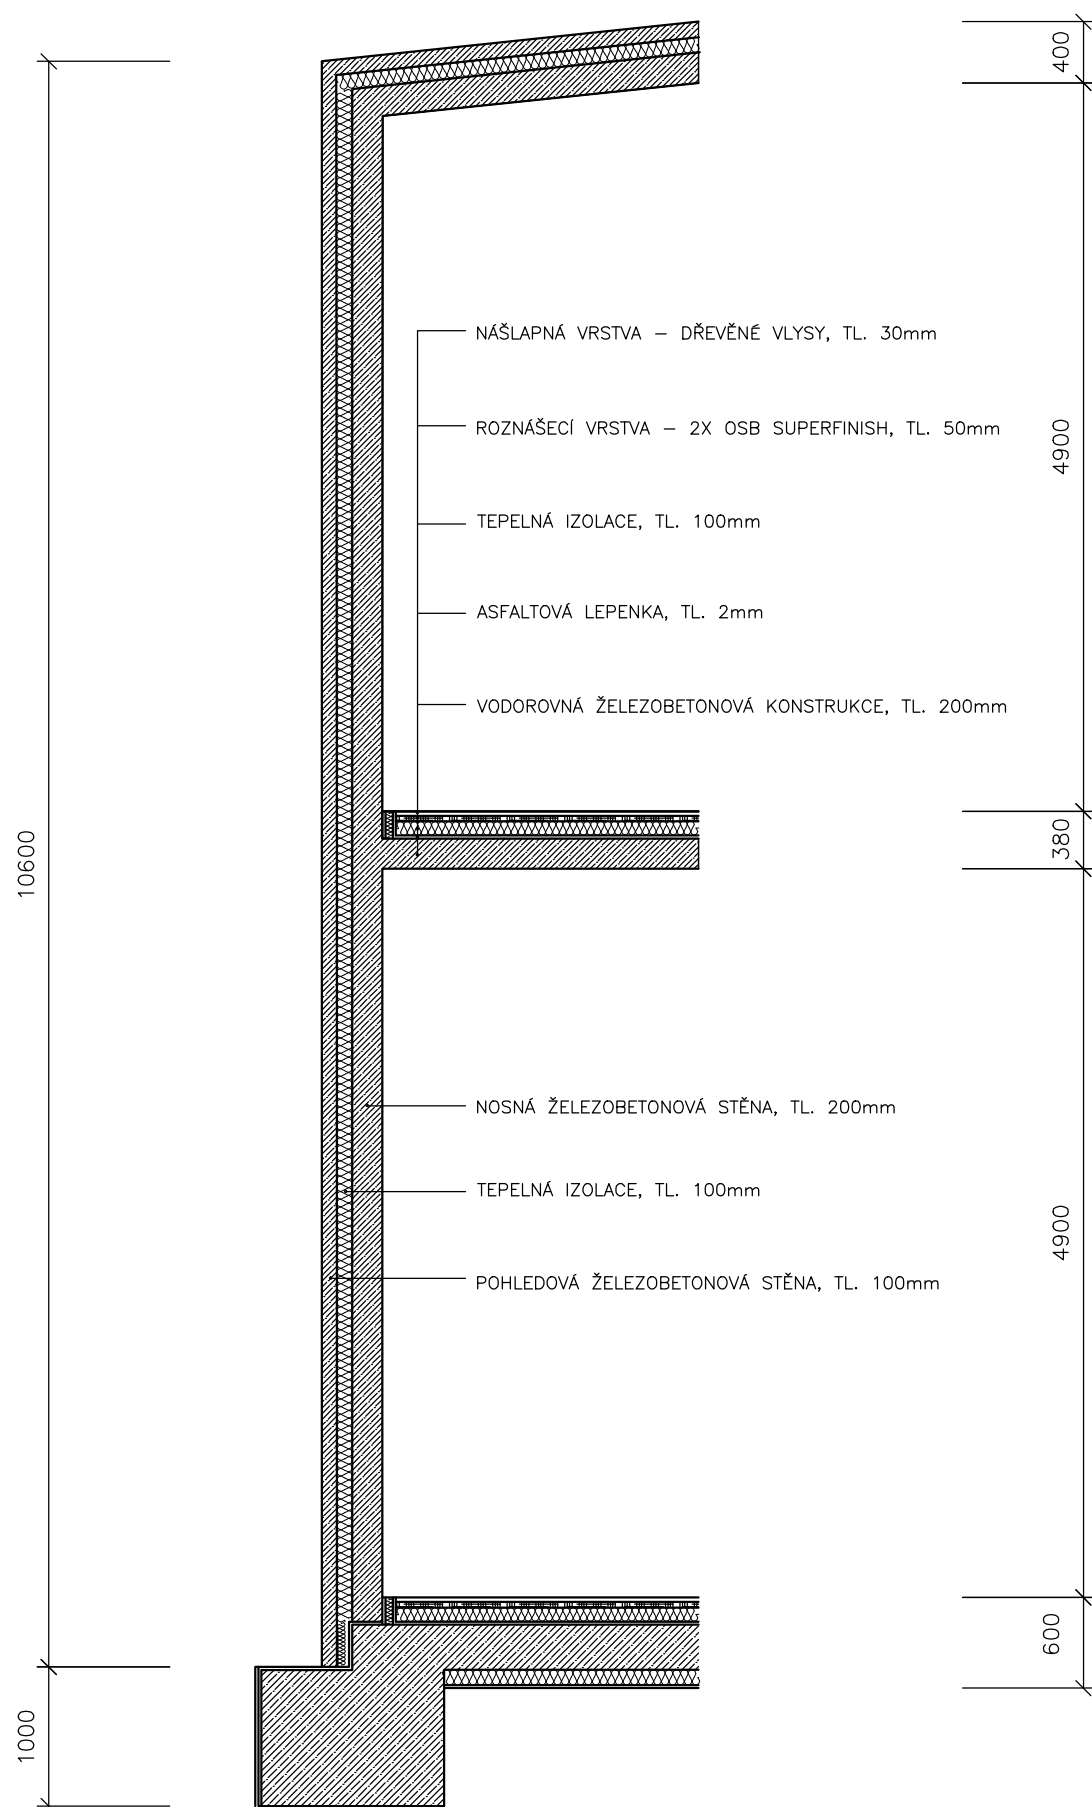 400
NÁŠLAPNÁ VRSTVA – DŘEVĚNÉ VLYSY, TL. 30mm
ROZNÁŠECÍ VRSTVA – 2X OSB SUPERFINISH, TL. 50mm
4900
TEPELNÁ IZOLACE, TL. 100mm
ASFALTOVÁ LEPENKA, TL. 2mm
VODOROVNÁ ŽELEZOBETONOVÁ KONSTRUKCE, TL. 200mm
380
10600
NOSNÁ ŽELEZOBETONOVÁ STĚNA, TL. 200mm
TEPELNÁ IZOLACE, TL. 100mm
4900
POHLEDOVÁ ŽELEZOBETONOVÁ STĚNA, TL. 100mm
600
1000